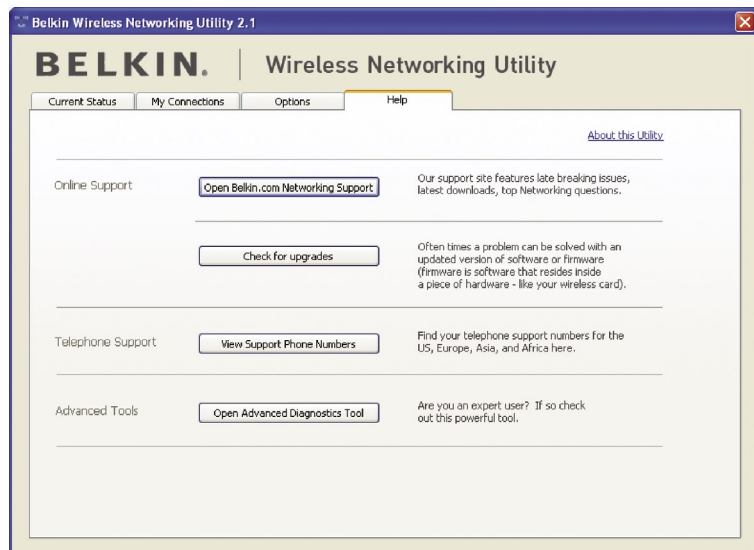 Belkin Wireless Networking Utility 2.1
BELKIN. Wireless Networking Utility
Current Status My Connections Options Help
About this Utility
Online Support
Open Belkin.com Networking Support
Our support site features late breaking issues,
latest downloads, top Networking questions.
Check for upgrades
Often times a problem can be solved with an
updated version of software or firmware
(firmware is software that resides inside
a piece of hardware - like your wireless card).
Telephone Support
View Support Phone Numbers
Find your telephone support numbers for the
US, Europe, Asia, and Africa here.
Advanced Tools
Open Advanced Diagnostics Tool
Are you an expert user? If so check
out this powerful tool.